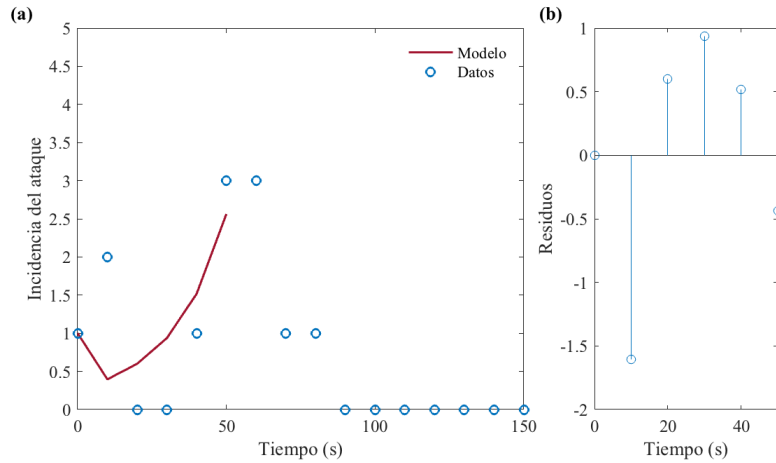 (a)
5
4.5
4
3.5
3
2.5
2
1.5
1
0.5
0
Incidencia del ataque
0 50 100 150
Tiempo (s)
Modelo
Datos
(b)
1
0.5
0
-0.5
-1
-1.5
-2
Residuos
0 20 40
Tiempo (s)